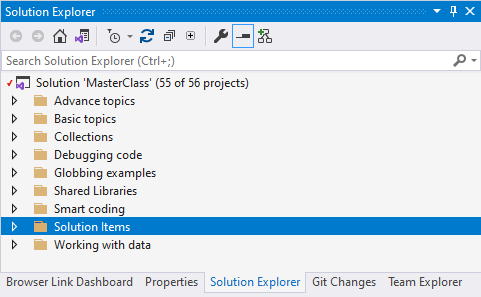 Solution Explorer
Search Solution Explorer (Ctrl+;)
Solution 'MasterClass' (55 of 56 projects)
Advance topics
Basic topics
Collections
Debugging code
Globbing examples
Shared Libraries
Smart coding
Solution Items
Working with data
Browser Link Dashboard Properties Solution Explorer Git Changes Team Explorer